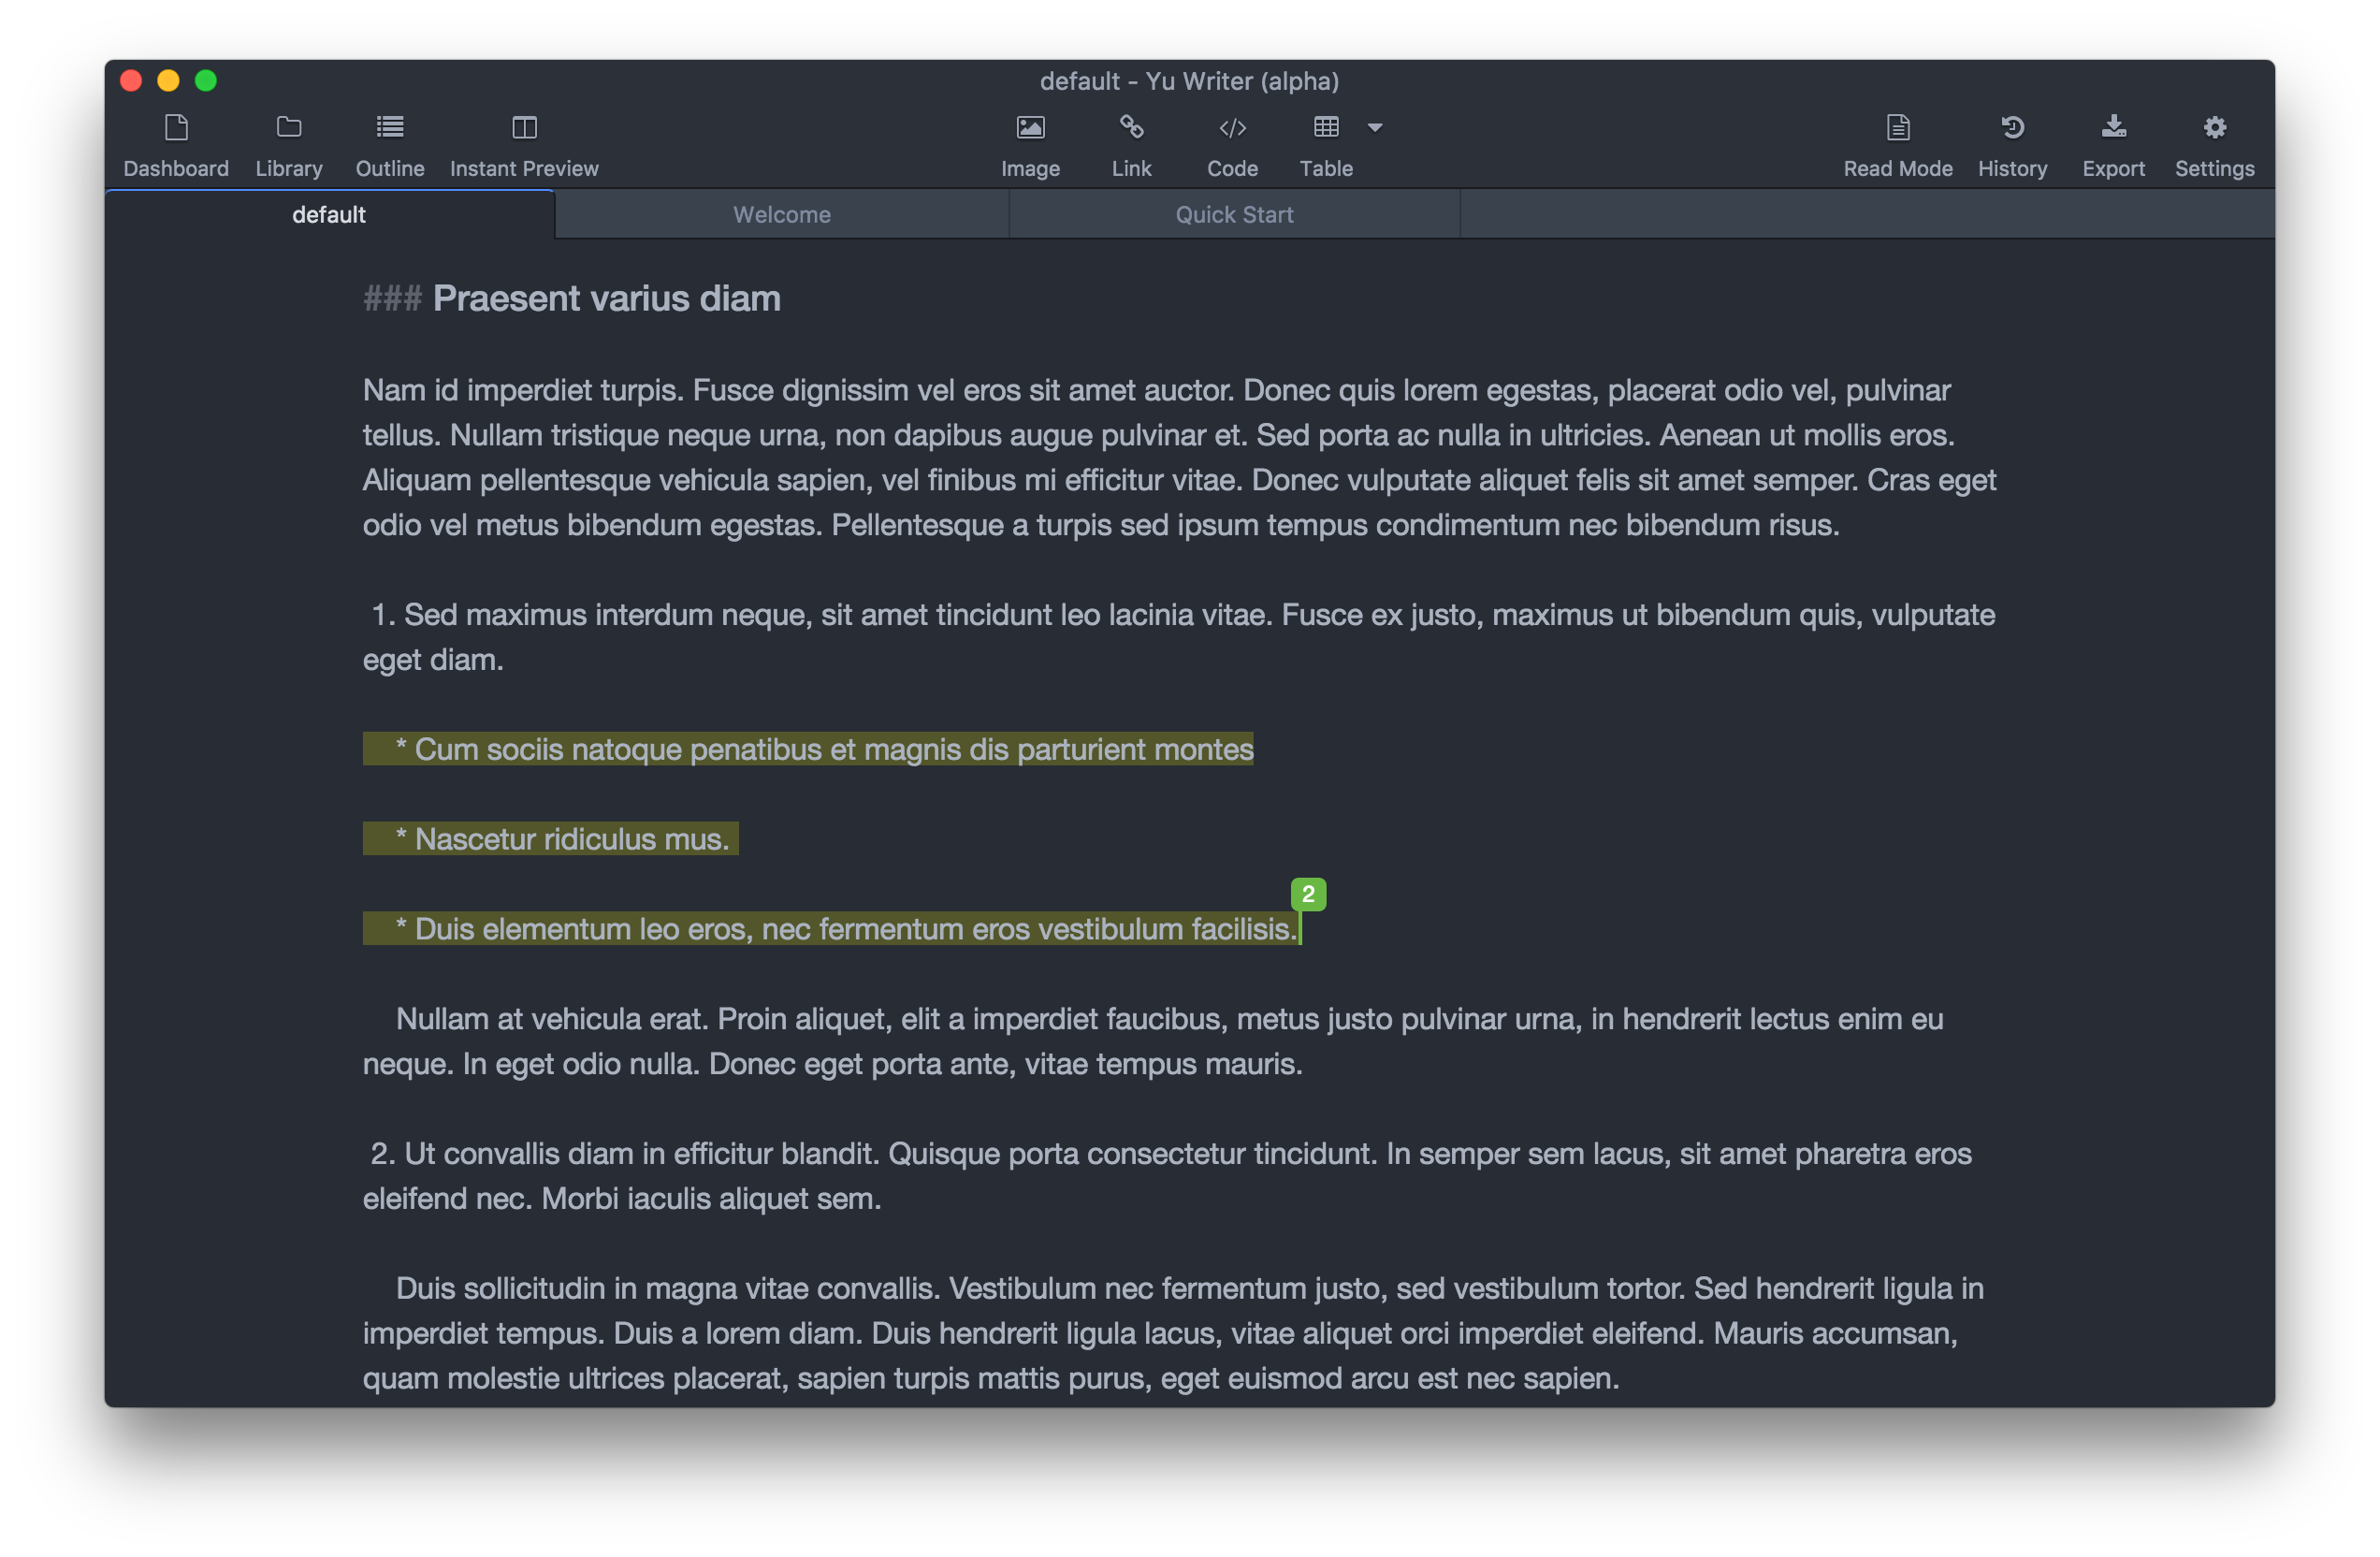 default - Yu Writer (alpha)
Dashboard Library Outline Instant Preview Image Link Code Table Read Mode History Export Settings
default Welcome Quick Start
### Praesent varius diam
Nam id imperdiet turpis. Fusce dignissim vel eros sit amet auctor. Donec quis lorem egestas, placerat odio vel, pulvinar
tellus. Nullam tristique neque urna, non dapibus augue pulvinar et. Sed porta ac nulla in ultricies. Aenean ut mollis eros.
Aliquam pellentesque vehicula sapien, vel finibus mi efficitur vitae. Donec vulputate aliquet felis sit amet semper. Cras eget
odio vel metus bibendum egestas. Pellentesque a turpis sed ipsum tempus condimentum nec bibendum risus.
1. Sed maximus interdum neque, sit amet tincidunt leo lacinia vitae. Fusce ex justo, maximus ut bibendum quis, vulputate
eget diam.
* Cum sociis natoque penatibus et magnis dis parturient montes
* Nascetur ridiculus mus.
2
* Duis elementum leo eros, nec fermentum eros vestibulum facilisis.
Nullam at vehicula erat. Proin aliquet, elit a imperdiet faucibus, metus justo pulvinar urna, in hendrerit lectus enim eu
neque. In eget odio nulla. Donec eget porta ante, vitae tempus mauris.
2. Ut convallis diam in efficitur blandit. Quisque porta consectetur tincidunt. In semper sem lacus, sit amet pharetra eros
eleifend nec. Morbi iaculis aliquet sem.
Duis sollicitudin in magna vitae convallis. Vestibulum nec fermentum justo, sed vestibulum tortor. Sed hendrerit ligula in
imperdiet tempus. Duis a lorem diam. Duis hendrerit ligula lacus, vitae aliquet orci imperdiet eleifend. Mauris accumsan,
quam molestie ultrices placerat, sapien turpis mattis purus, eget euismod arcu est nec sapien.